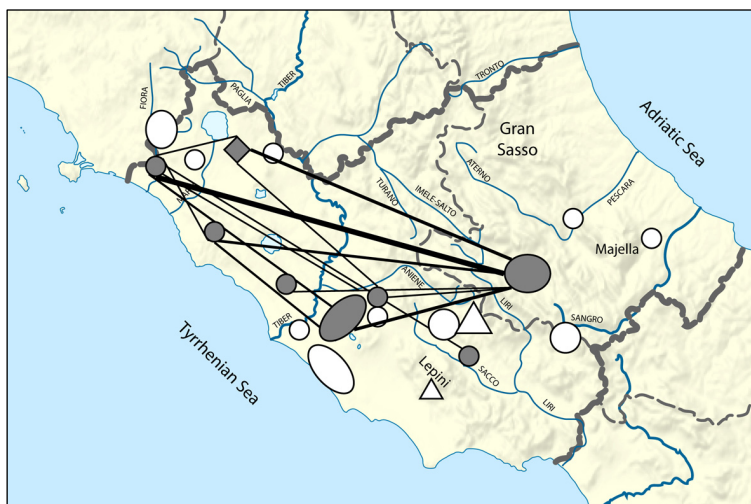 FIORA
PAGLIA
TIBER
TRONTO
Adriatic Sea
Gran
Sasso
ATERNO
PESCARA
TURANO
IMELE-SALTO
Majella
ANIENE
LIRI
SANGRO
TIBER
Tyrrhenian Sea
Lepini
SACCO
LIRI